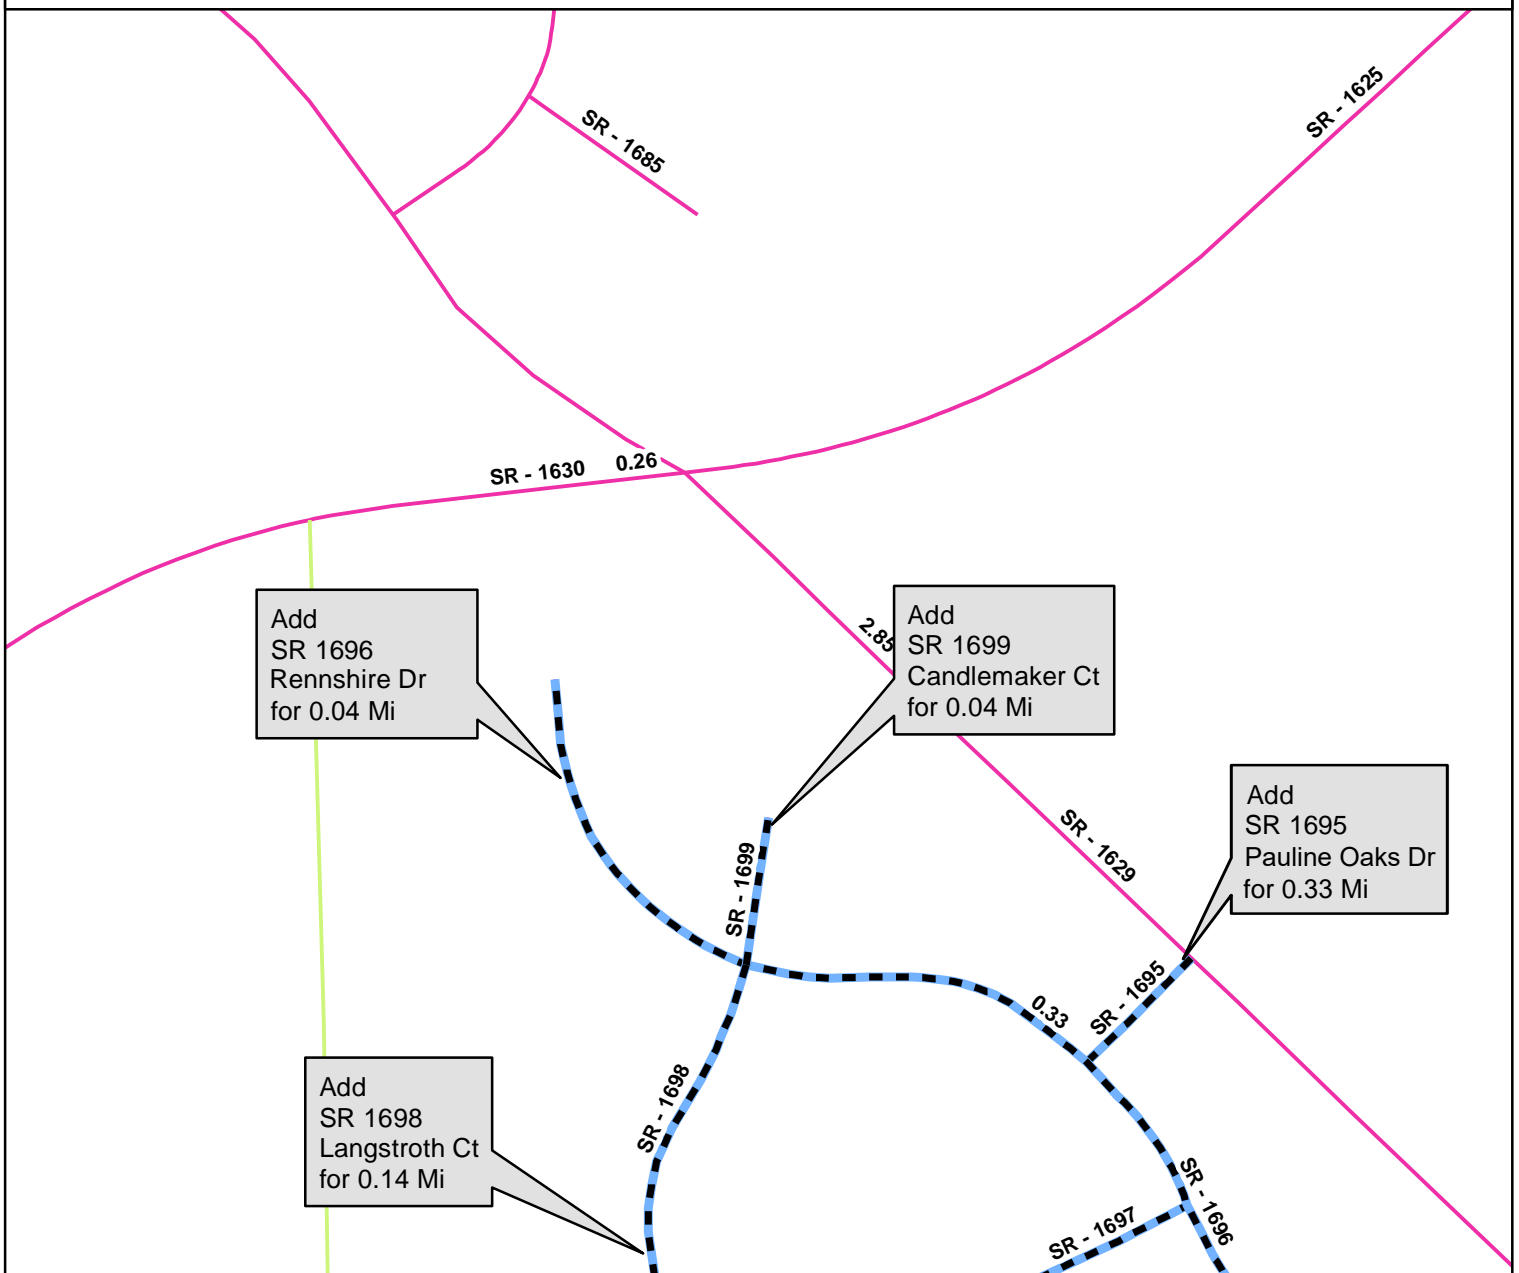 SR - 1625
SR - 1685
SR - 1630
0.26
Add
SR 1696
Rennshire Dr
for 0.04 Mi
2.85
Add
SR 1699
Candlemaker Ct
for 0.04 Mi
SR - 1629
Add
SR 1695
Pauline Oaks Dr
for 0.33 Mi
SR - 1699
SR - 1695
0.33
Add
SR 1698
Langstroth Ct
for 0.14 Mi
SR - 1698
SR - 1697
SR - 1696